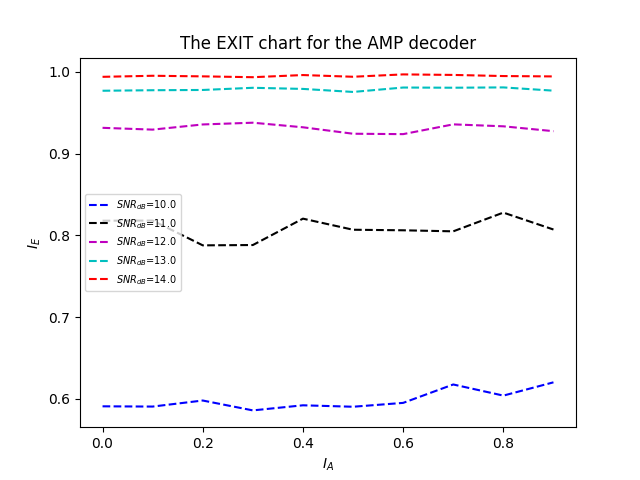 The EXIT chart for the AMP decoder
1.0
0.9
0.8
0.7
0.6
I_E
SNR_dB=10.0
SNR_dB=11.0
SNR_dB=12.0
SNR_dB=13.0
SNR_dB=14.0
0.0 0.2 0.4 0.6 0.8
I_A